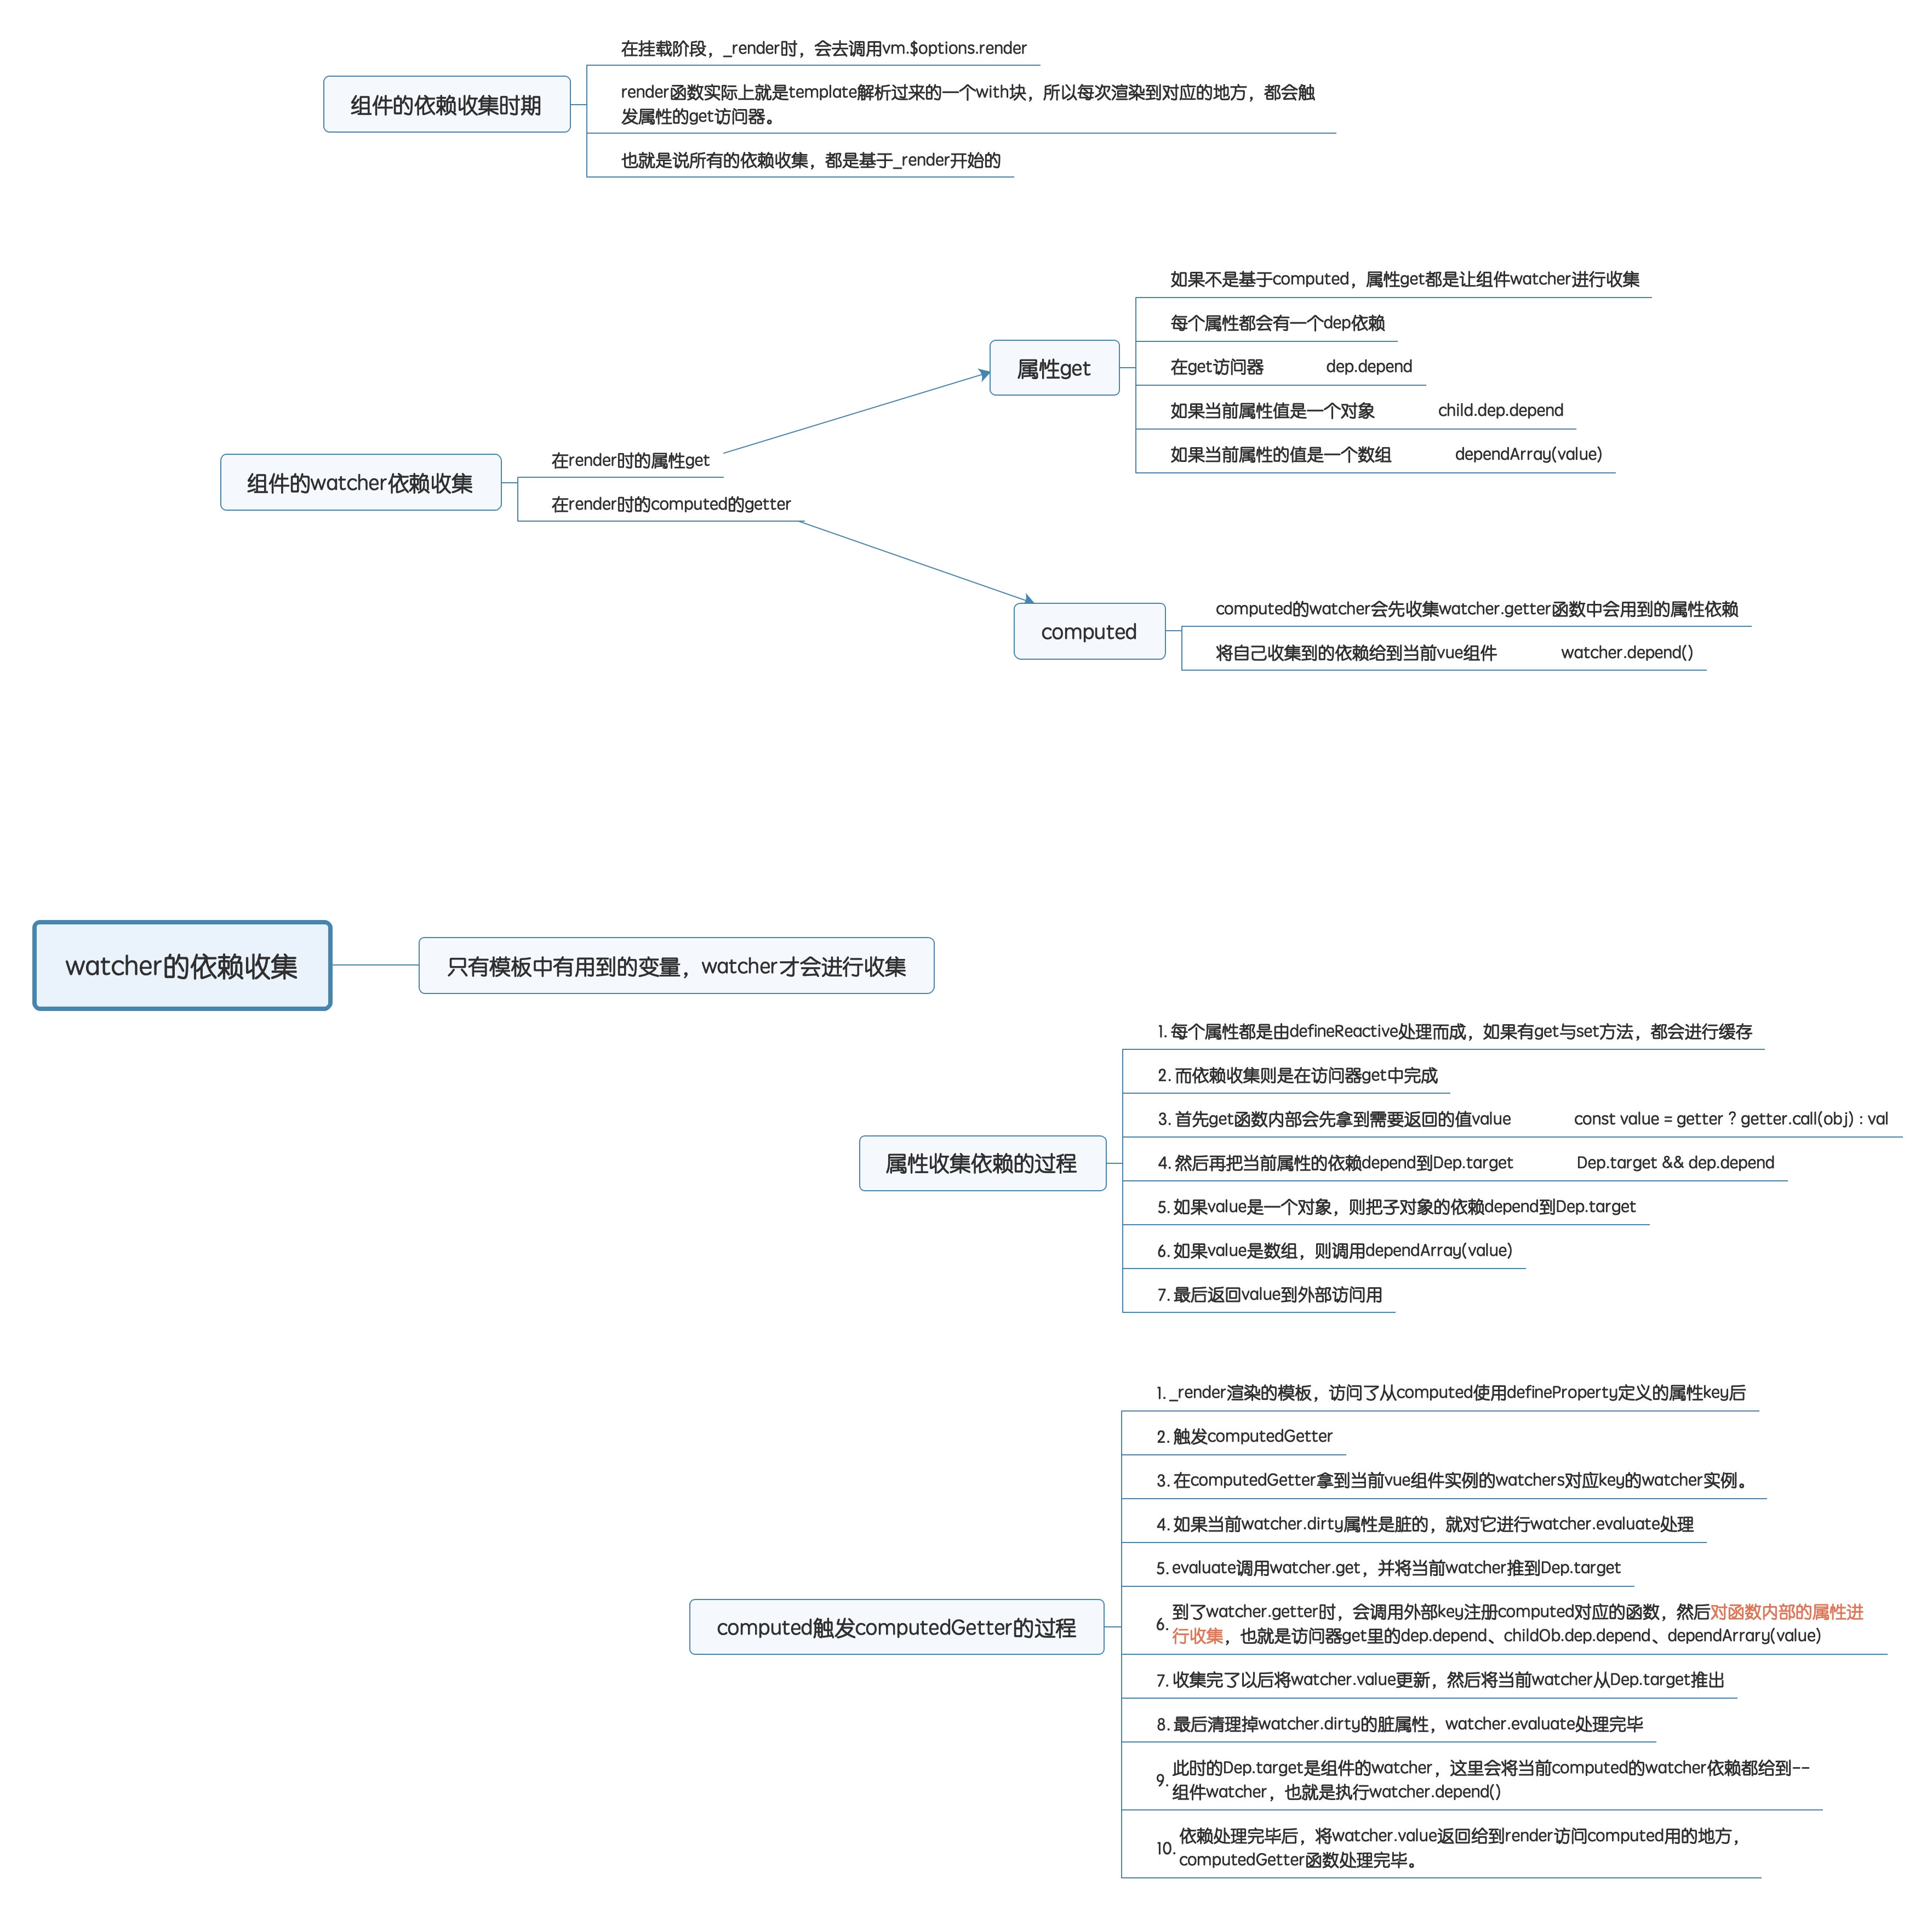 组件的依赖收集时期
在挂载阶段，_render时，会去调用vm.$options.render
render函数实际上就是template解析过来的一个with块，所以每次渲染到对应的地方，都会触
发属性的get访问器。
也就是说所有的依赖收集，都是基于_render开始的
组件的watcher依赖收集
在render时的属性get
在render时的computed的getter
属性get
如果不是基于computed，属性get都是让组件watcher进行收集
每个属性都会有一个dep依赖
在get访问器 dep.depend
如果当前属性值是一个对象 child.dep.depend
如果当前属性的值是一个数组 dependArray(value)
computed
computed的watcher会先收集watcher.getter函数中会用到的属性依赖
将自己收集到的依赖给到当前vue组件 watcher.depend()
watcher的依赖收集
只有模板中有用到的变量，watcher才会进行收集
属性收集依赖的过程
1. 每个属性都是由defineReactive处理而成，如果有get与set方法，都会进行缓存
2. 而依赖收集则是在访问器get中完成
3. 首先get函数内部会先拿到需要返回的值value const value = getter ? getter.call(obj) : val
4. 然后再把当前属性的依赖depend到Dep.target Dep.target && dep.depend
5. 如果value是一个对象，则把子对象的依赖depend到Dep.target
6. 如果value是数组，则调用dependArray(value)
7. 最后返回value到外部访问用
computed触发computedGetter的过程
1. _render渲染的模板，访问了从computed使用defineProperty定义的属性key后
2. 触发computedGetter
3. 在computedGetter拿到当前vue组件实例的watchers对应key的watcher实例。
4. 如果当前watcher.dirty属性是脏的，就对它进行watcher.evaluate处理
5. evaluate调用watcher.get，并将当前watcher推到Dep.target
6. 到了watcher.getter时，会调用外部key注册computed对应的函数，然后对函数内部的属性进
行收集，也就是访问器get里的dep.depend、childOb.dep.depend、dependArrary(value)
7. 收集完了以后将watcher.value更新，然后将当前watcher从Dep.target推出
8. 最后清理掉watcher.dirty的脏属性，watcher.evaluate处理完毕
9. 此时的Dep.target是组件的watcher，这里会将当前computed的watcher依赖都给到--
组件watcher，也就是执行watcher.depend()
10. 依赖处理完毕后，将watcher.value返回给到render访问computed用的地方，
computedGetter函数处理完毕。